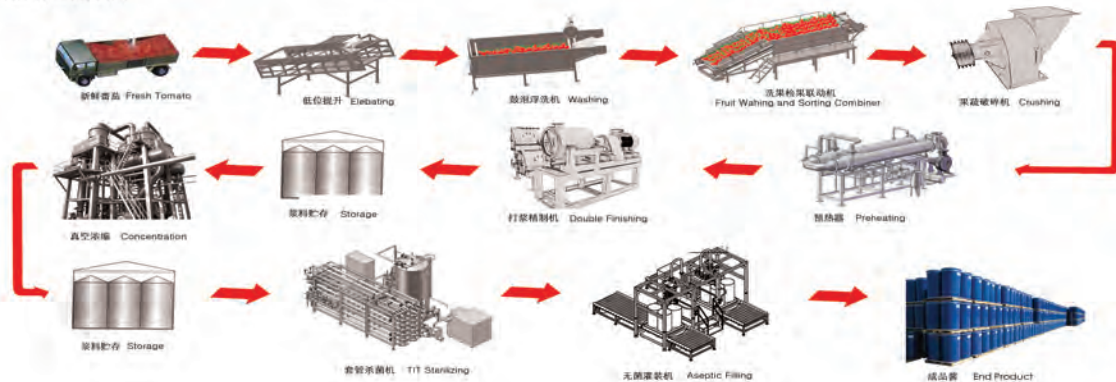 新鲜番茄 Fresh Tomato
低位提升 Elebating
鼓泡浮洗机 Washing
洗果检果联动机
Fruit Wahing and Sorting Combiner
果蔬破碎机 Crushing
真空浓缩 Concentration
浆料贮存 Storage
打浆精制机 Double Finishing
预热器 Preheating
浆料贮存 Storage
套管杀菌机 TIT Sterilizing
无菌灌装机 Aseptic Filling
成品酱 End Product